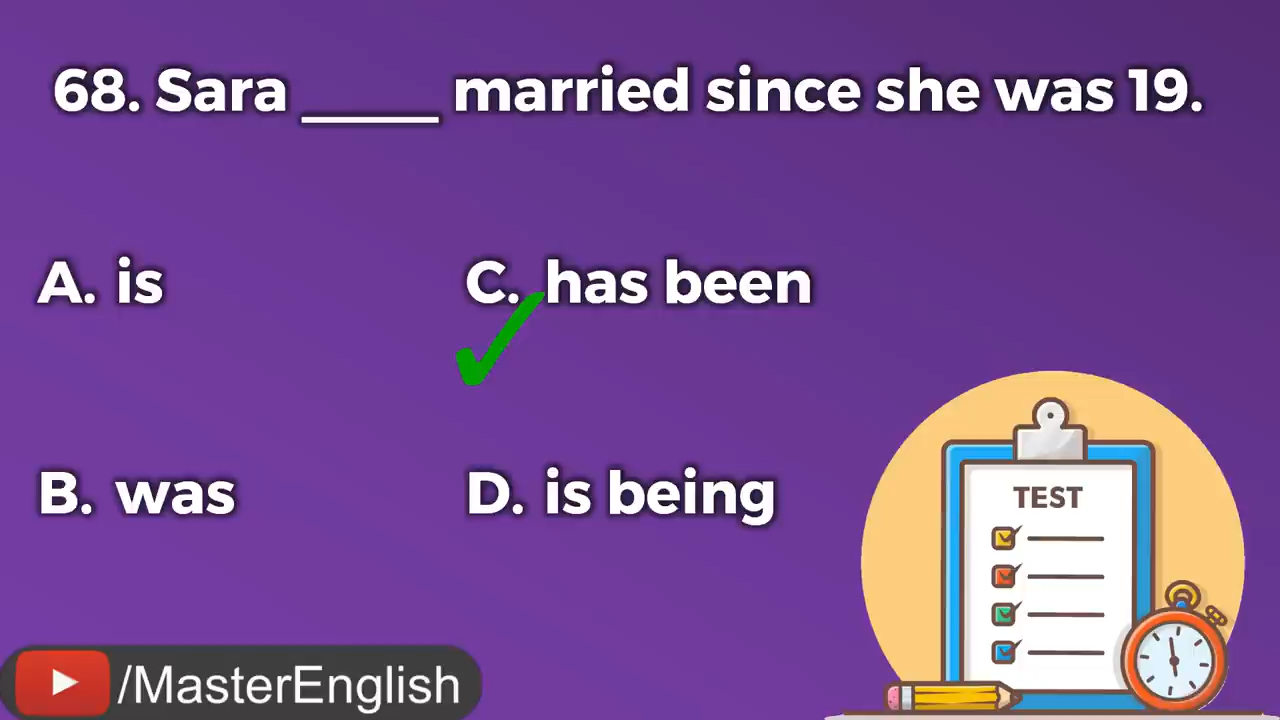 68. Sara _____ married since she was 19.
A. is
C. has been
B. was
D. is being
TEST
/MasterEnglish